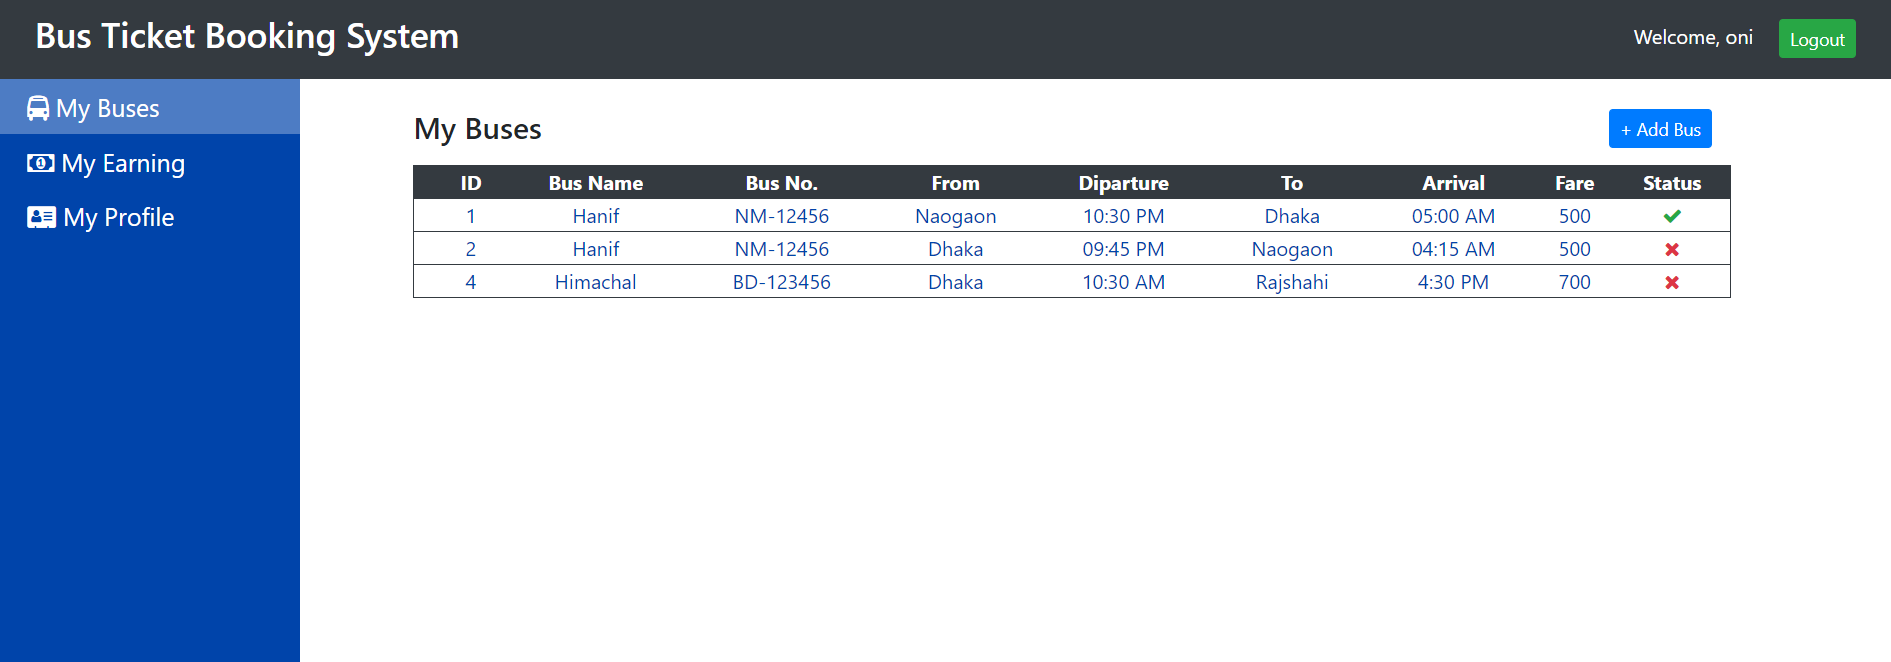 Bus Ticket Booking System
Welcome, oni
Logout
My Buses
My Earning
My Profile
My Buses
+ Add Bus
ID Bus Name Bus No. From Diparture To Arrival Fare Status
1 Hanif NM-12456 Naogaon 10:30 PM Dhaka 05:00 AM 500
2 Hanif NM-12456 Dhaka 09:45 PM Naogaon 04:15 AM 500
4 Himachal BD-123456 Dhaka 10:30 AM Rajshahi 4:30 PM 700